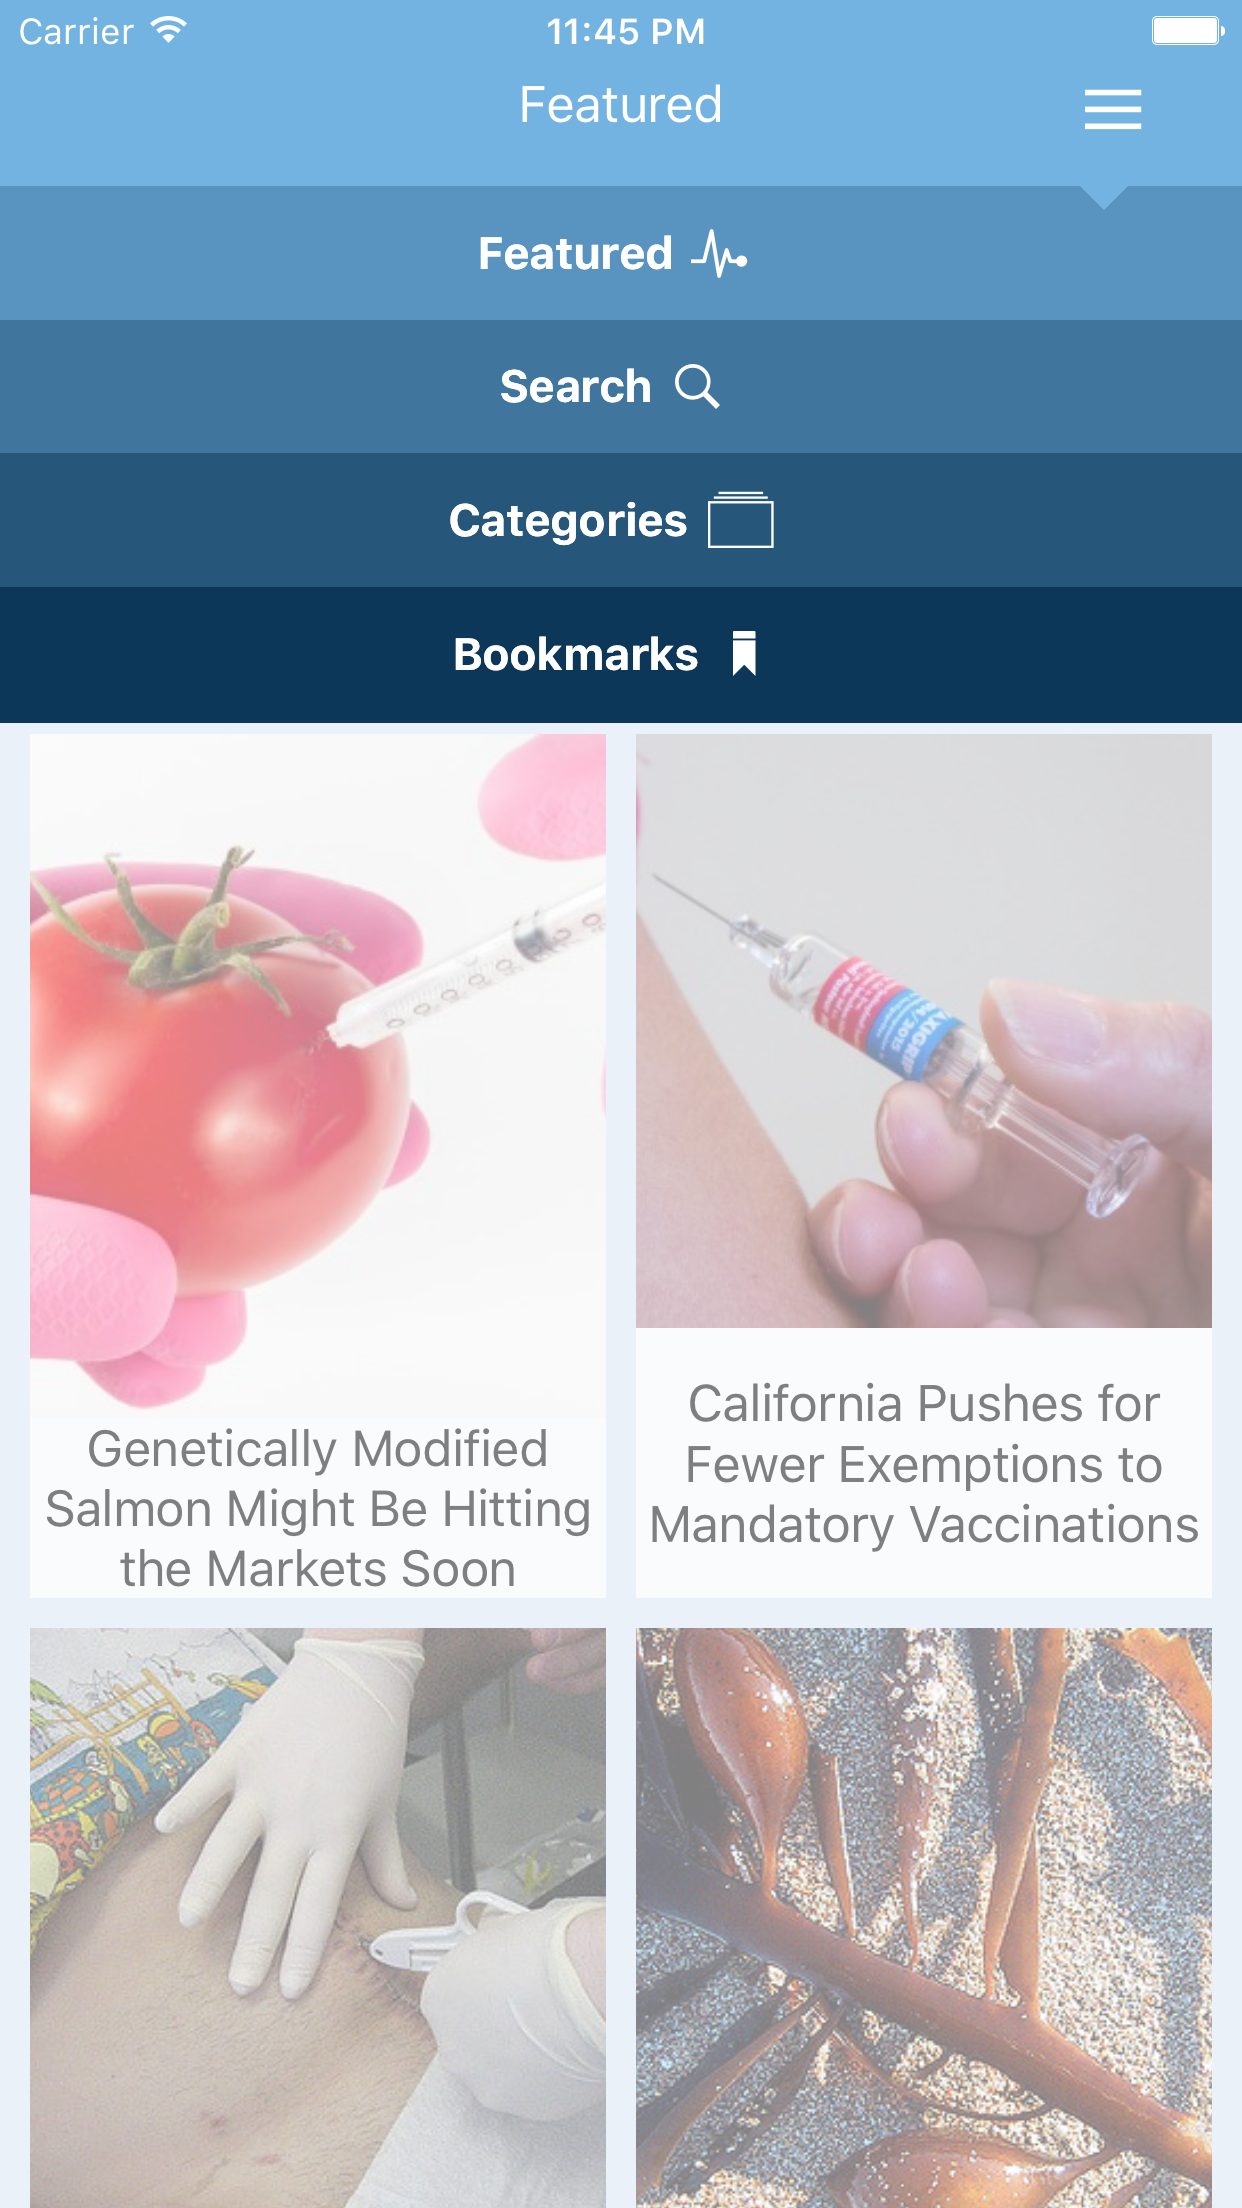 Carrier
11:45 PM
Featured
Featured
Search
Categories
Bookmarks
Genetically Modified
Salmon Might Be Hitting
the Markets Soon
California Pushes for
Fewer Exemptions to
Mandatory Vaccinations